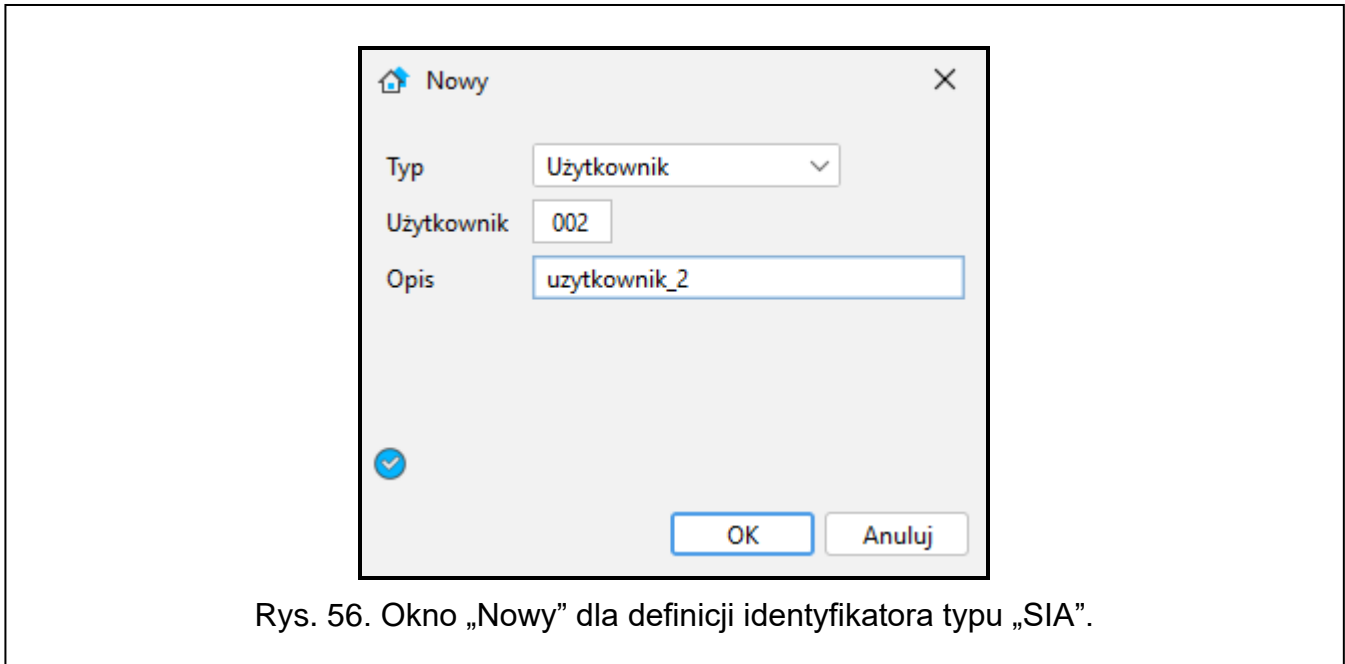 Nowy
Typ Użytkownik
Użytkownik 002
Opis uzytkownik_2
OK Anuluj
Rys. 56. Okno „Nowy” dla definicji identyfikatora typu „SIA”.